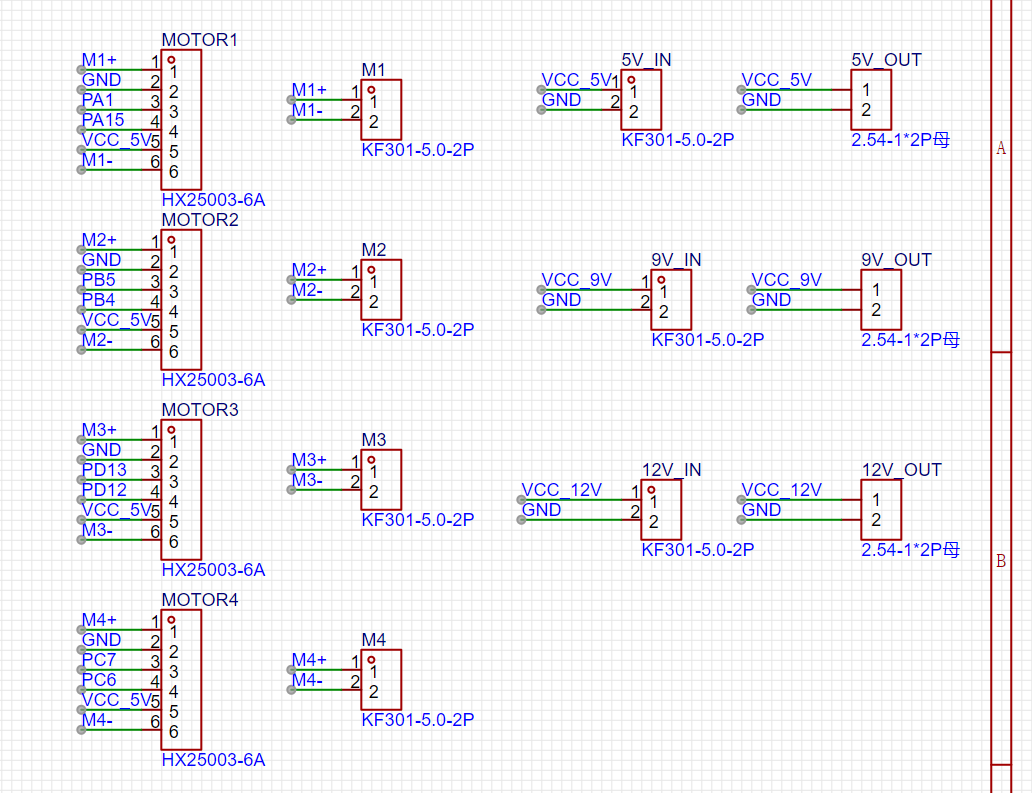 MOTOR1
M1+ 1 1
GND 2 2
PA1 3 3
PA15 4 4
VCC_5V 5 5
M1- 6 6
HX25003-6A
M1
M1+ 1 1
M1- 2 2
KF301-5.0-2P
5V_IN
VCC_5V 1 1
GND 2 2
KF301-5.0-2P
5V_OUT
VCC_5V 1
GND 2
2.54-1*2P母
A
MOTOR2
M2+ 1 1
GND 2 2
PB5 3 3
PB4 4 4
VCC_5V 5 5
M2- 6 6
HX25003-6A
M2
M2+ 1 1
M2- 2 2
KF301-5.0-2P
9V_IN
VCC_9V 1 1
GND 2 2
KF301-5.0-2P
9V_OUT
VCC_9V 1
GND 2
2.54-1*2P母
MOTOR3
M3+ 1 1
GND 2 2
PD13 3 3
PD12 4 4
VCC_5V 5 5
M3- 6 6
HX25003-6A
M3
M3+ 1 1
M3- 2 2
KF301-5.0-2P
12V_IN
VCC_12V 1 1
GND 2 2
KF301-5.0-2P
12V_OUT
VCC_12V 1
GND 2
2.54-1*2P母
B
MOTOR4
M4+ 1 1
GND 2 2
PC7 3 3
PC6 4 4
VCC_5V 5 5
M4- 6 6
HX25003-6A
M4
M4+ 1 1
M4- 2 2
KF301-5.0-2P